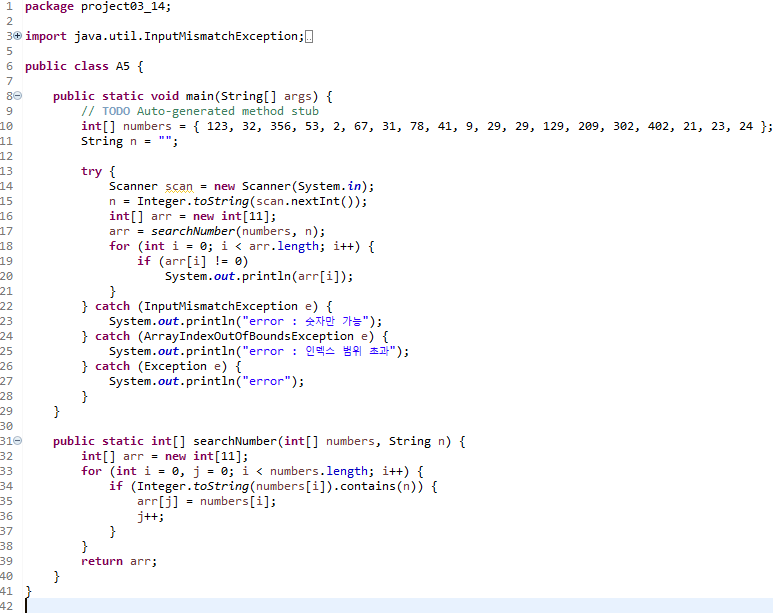 1 package project03_14;
2
3 import java.util.InputMismatchException;
5
6 public class A5 {
7
8 public static void main(String[] args) {
9 // TODO Auto-generated method stub
10 int[] numbers = { 123, 32, 356, 53, 2, 67, 31, 78, 41, 9, 29, 29, 129, 209, 302, 402, 21, 23, 24 };
11 String n = "";
12
13 try {
14 Scanner scan = new Scanner(System.in);
15 n = Integer.toString(scan.nextInt());
16 int[] arr = new int[11];
17 arr = searchNumber(numbers, n);
18 for (int i = 0; i < arr.length; i++) {
19 if (arr[i] != 0)
20 System.out.println(arr[i]);
21 }
22 } catch (InputMismatchException e) {
23 System.out.println("error : 숫자만 가능");
24 } catch (ArrayIndexOutOfBoundsException e) {
25 System.out.println("error : 인덱스 범위 초과");
26 } catch (Exception e) {
27 System.out.println("error");
28 }
29 }
30
31 public static int[] searchNumber(int[] numbers, String n) {
32 int[] arr = new int[11];
33 for (int i = 0, j = 0; i < numbers.length; i++) {
34 if (Integer.toString(numbers[i]).contains(n)) {
35 arr[j] = numbers[i];
36 j++;
37 }
38 }
39 return arr;
40 }
41 }
42